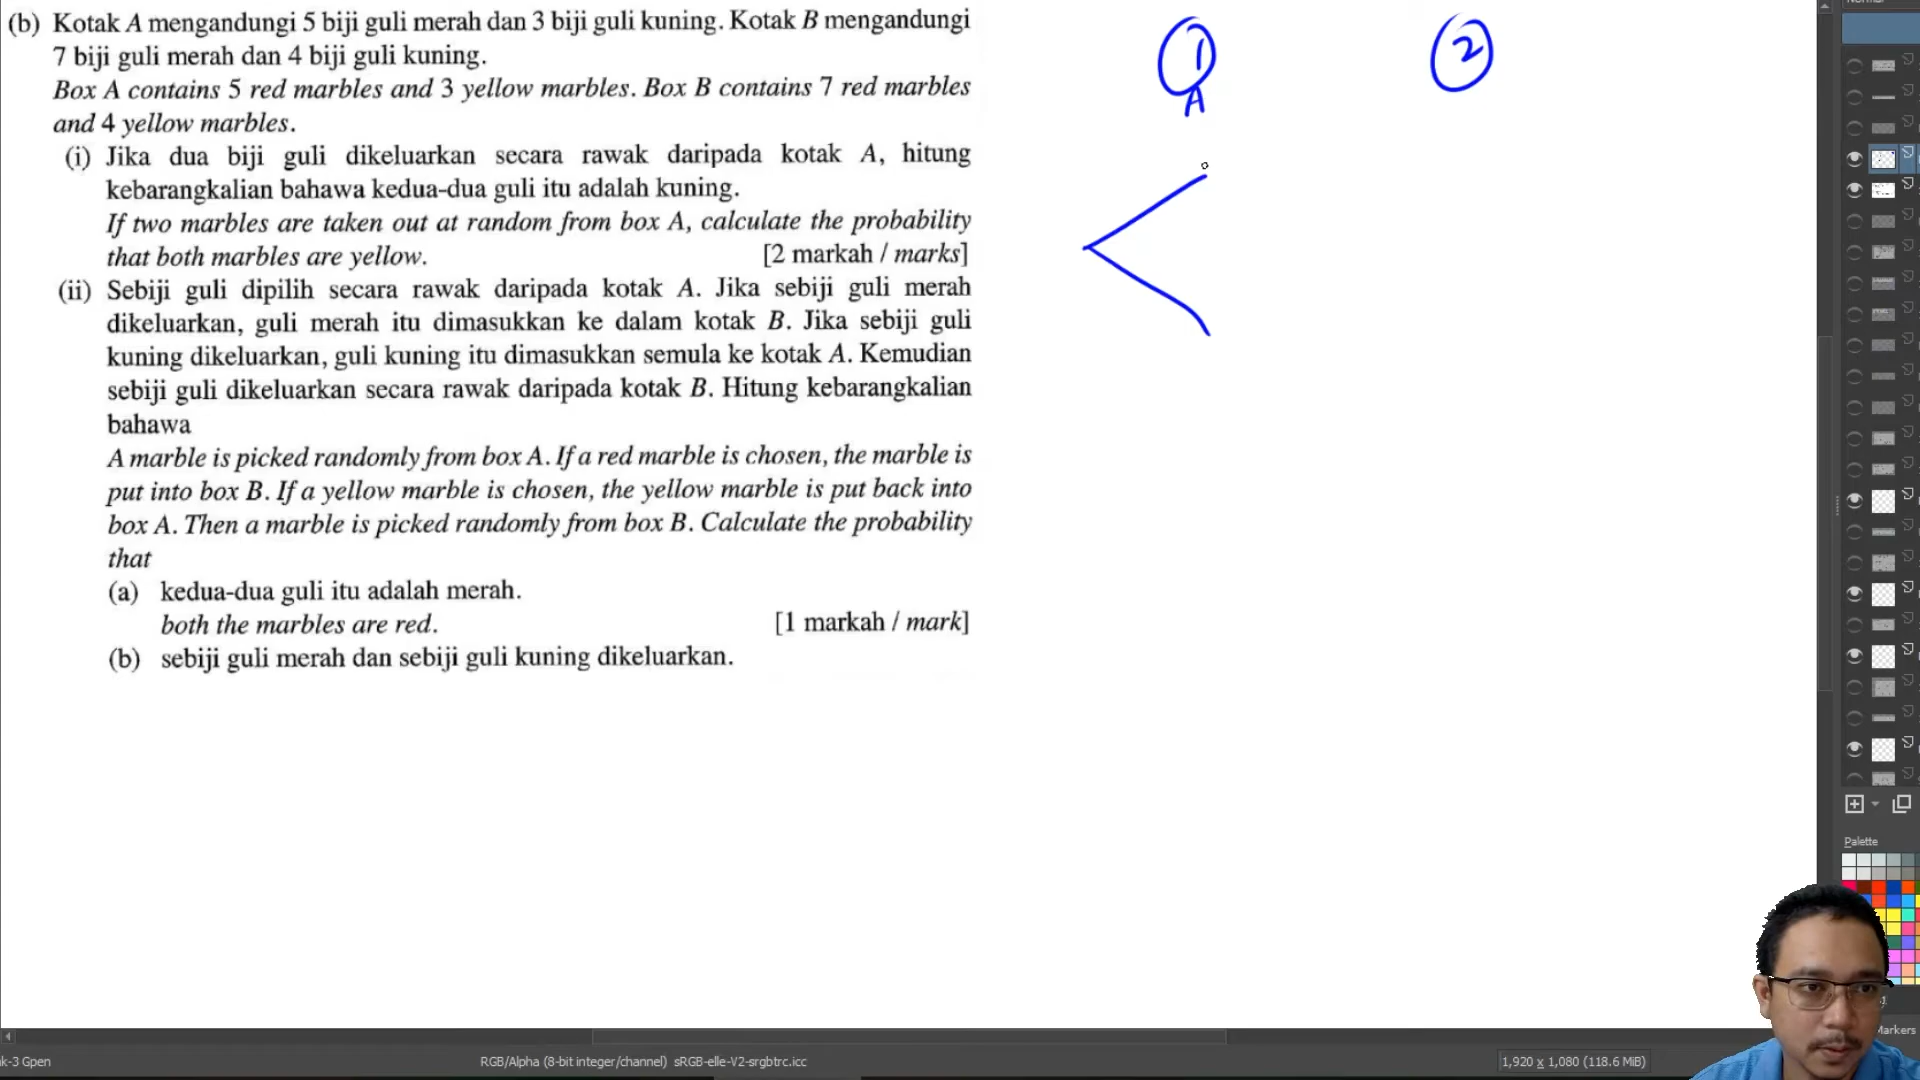 (b) Kotak A mengandungi 5 biji guli merah dan 3 biji guli kuning. Kotak B mengandungi
7 biji guli merah dan 4 biji guli kuning.
Box A contains 5 red marbles and 3 yellow marbles. Box B contains 7 red marbles
and 4 yellow marbles.
(i) Jika dua biji guli dikeluarkan secara rawak daripada kotak A, hitung
kebarangkalian bahawa kedua-dua guli itu adalah kuning.
If two marbles are taken out at random from box A, calculate the probability
that both marbles are yellow. [2 markah / marks]
(ii) Sebiji guli dipilih secara rawak daripada kotak A. Jika sebiji guli merah
dikeluarkan, guli merah itu dimasukkan ke dalam kotak B. Jika sebiji guli
kuning dikeluarkan, guli kuning itu dimasukkan semula ke kotak A. Kemudian
sebiji guli dikeluarkan secara rawak daripada kotak B. Hitung kebarangkalian
bahawa
A marble is picked randomly from box A. If a red marble is chosen, the marble is
put into box B. If a yellow marble is chosen, the yellow marble is put back into
box A. Then a marble is picked randomly from box B. Calculate the probability
that
(a) kedua-dua guli itu adalah merah.
both the marbles are red. [1 markah / mark]
(b) sebiji guli merah dan sebiji guli kuning dikeluarkan.
1 2
A
Palette
Markers
k-3 Gpen RGB/Alpha (8-bit integer/channel) sRGB-elle-V2-srgbtrc.icc 1,920 x 1,080 (118.6 MiB)